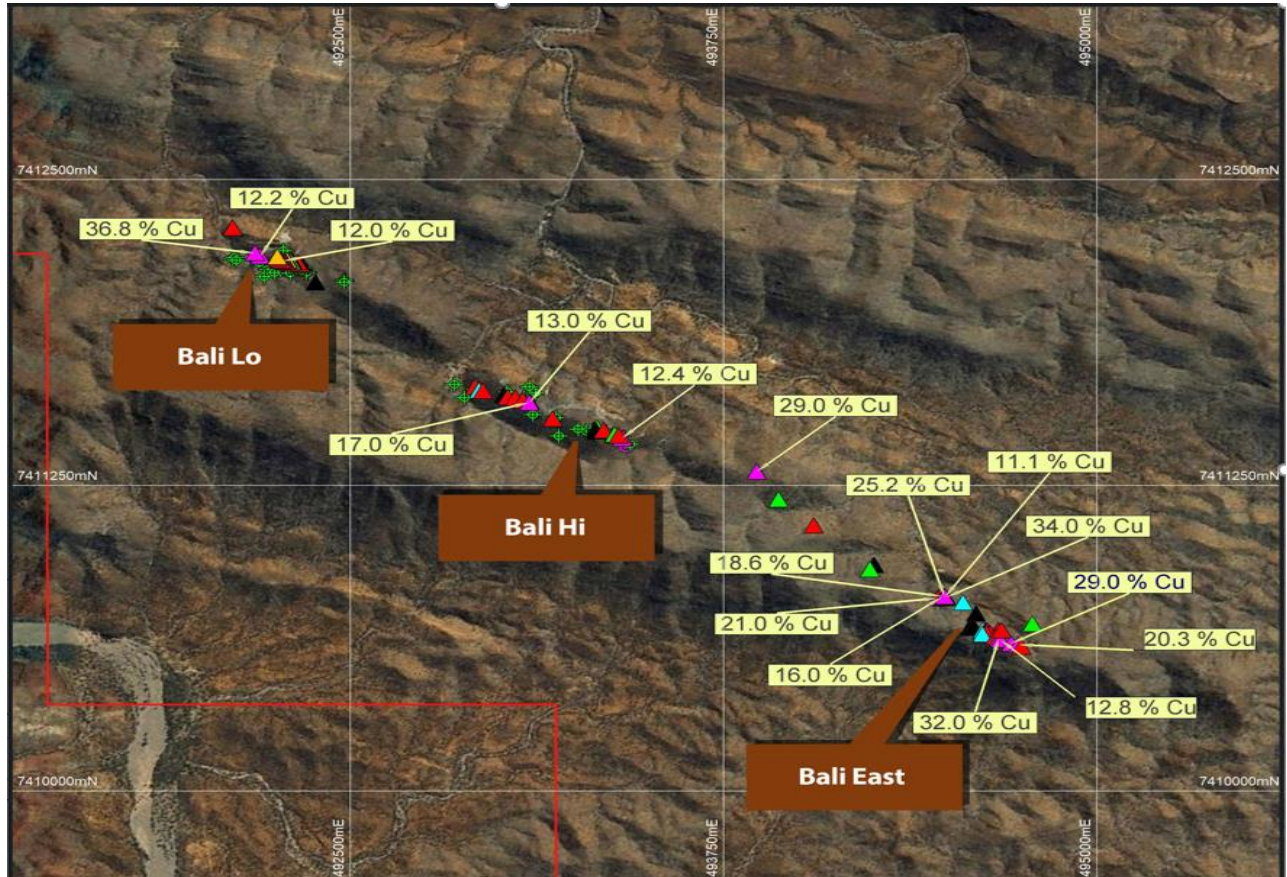 492500mE
493750mE
495000mE
7412500mN
12.2 % Cu
36.8 % Cu
12.0 % Cu
Bali Lo
13.0 % Cu
12.4 % Cu
17.0 % Cu
29.0 % Cu
Bali Hi
7411250mN
11.1 % Cu
25.2 % Cu
34.0 % Cu
18.6 % Cu
29.0 % Cu
21.0 % Cu
20.3 % Cu
16.0 % Cu
12.8 % Cu
32.0 % Cu
Bali East
7410000mN
492500mE
493750mE
495000mE